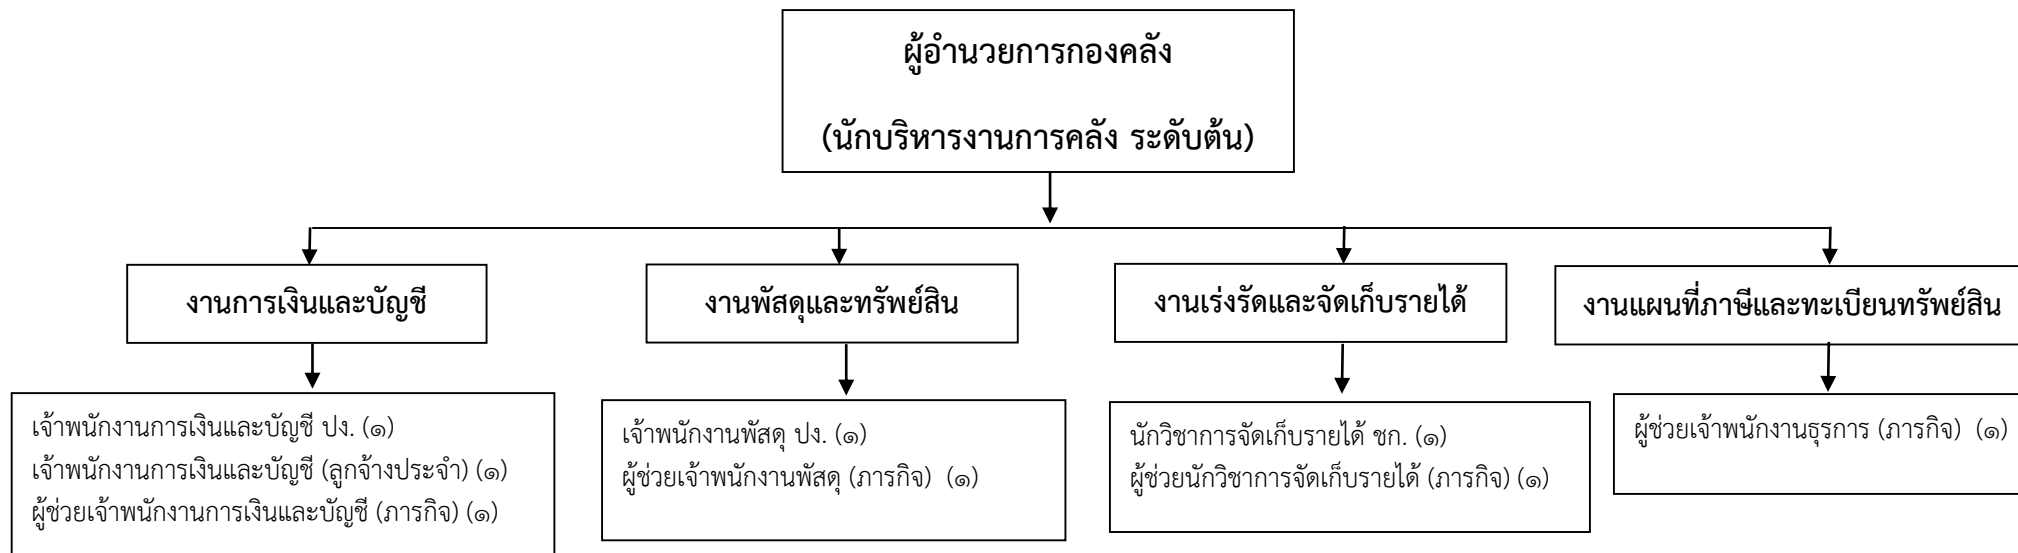 ผู้อำนวยการกองคลัง
(นักบริหารงานการคลัง ระดับต้น)
งานการเงินและบัญชี
งานพัสดุและทรัพย์สิน
งานเร่งรัดและจัดเก็บรายได้
งานแผนที่ภาษีและทะเบียนทรัพย์สิน
เจ้าพนักงานการเงินและบัญชี ปง. (๑)
เจ้าพนักงานการเงินและบัญชี (ลูกจ้างประจำ) (๑)
ผู้ช่วยเจ้าพนักงานการเงินและบัญชี (ภารกิจ) (๑)
เจ้าพนักงานพัสดุ ปง. (๑)
ผู้ช่วยเจ้าพนักงานพัสดุ (ภารกิจ) (๑)
นักวิชาการจัดเก็บรายได้ ชก. (๑)
ผู้ช่วยนักวิชาการจัดเก็บรายได้ (ภารกิจ) (๑)
ผู้ช่วยเจ้าพนักงานธุรการ (ภารกิจ) (๑)